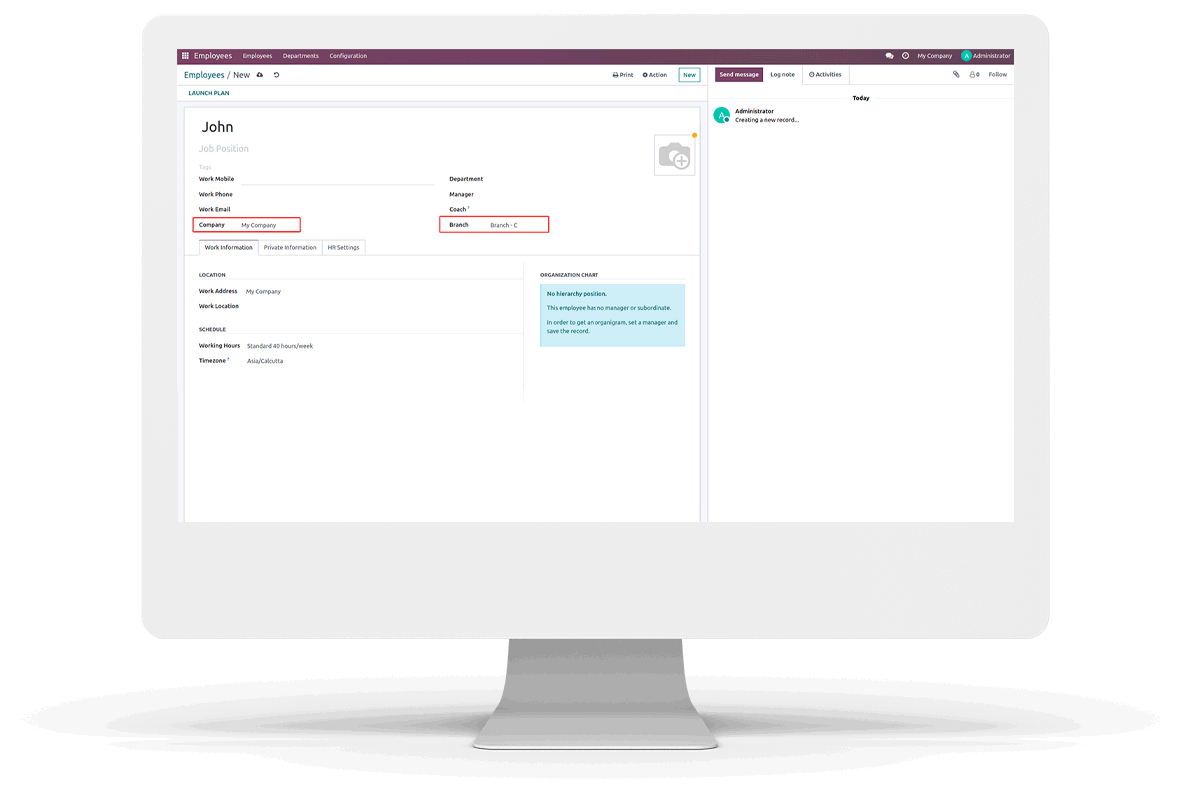 Employees Employees Departments Configuration My Company A Administrator
Employees / New Print Action New Send message Log note Activities 0 Follow
LAUNCH PLAN
Today
John
Job Position
Tags
A Administrator
Creating a new record...
Work Mobile Department
Work Phone Manager
Work Email Coach ?
Company My Company Branch Branch - C
Work Information Private Information HR Settings
LOCATION ORGANIZATION CHART
Work Address My Company
Work Location
No hierarchy position.
This employee has no manager or subordinate.
In order to get an organigram, set a manager and
save the record.
SCHEDULE
Working Hours Standard 40 hours/week
Timezone ? Asia/Calcutta